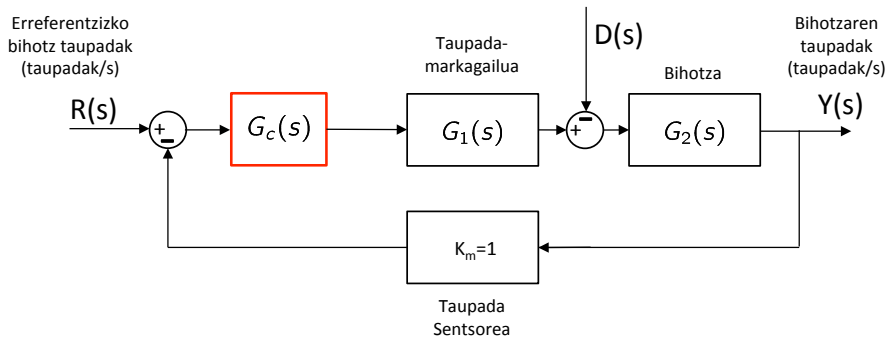 Erreferentzizko
bihotz taupadak
(taupadak/s)
R(s)
+
−
G_c(s)
Taupada-
markagailua
G_1(s)
D(s)
−
+
Bihotza
G_2(s)
Bihotzaren
taupadak
(taupadak/s)
Y(s)
K_m=1
Taupada
Sentsorea